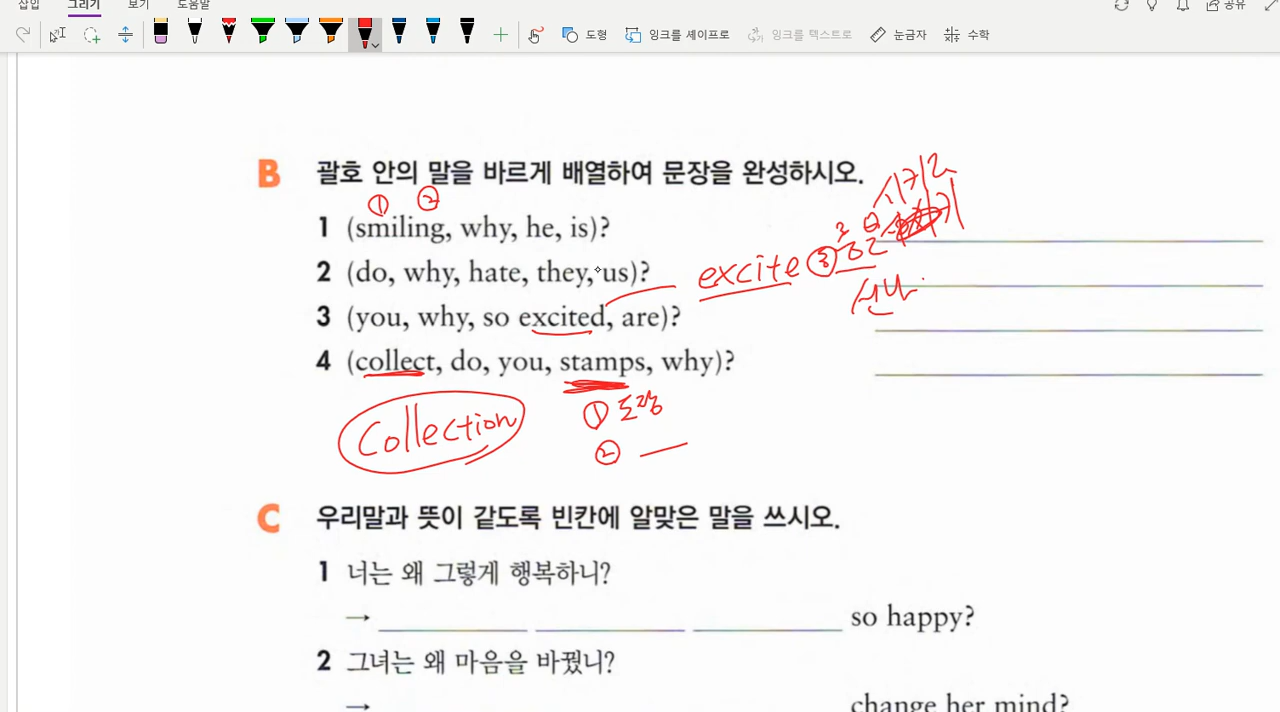 삽입 그리기 보기 도움말 공유
도형 잉크를 셰이프로 잉크를 텍스트로 눈금자 수학
B 괄호 안의 말을 바르게 배열하여 문장을 완성하시오.
① ②
1 (smiling, why, he, is)?
2 (do, why, hate, they, us)?
excite ③
3 (you, why, so excited, are)?
4 (collect, do, you, stamps, why)?
collection ① 도장
②
C 우리말과 뜻이 같도록 빈칸에 알맞은 말을 쓰시오.
1 너는 왜 그렇게 행복하니?
→ so happy?
2 그녀는 왜 마음을 바꿨니?
→ change her mind?